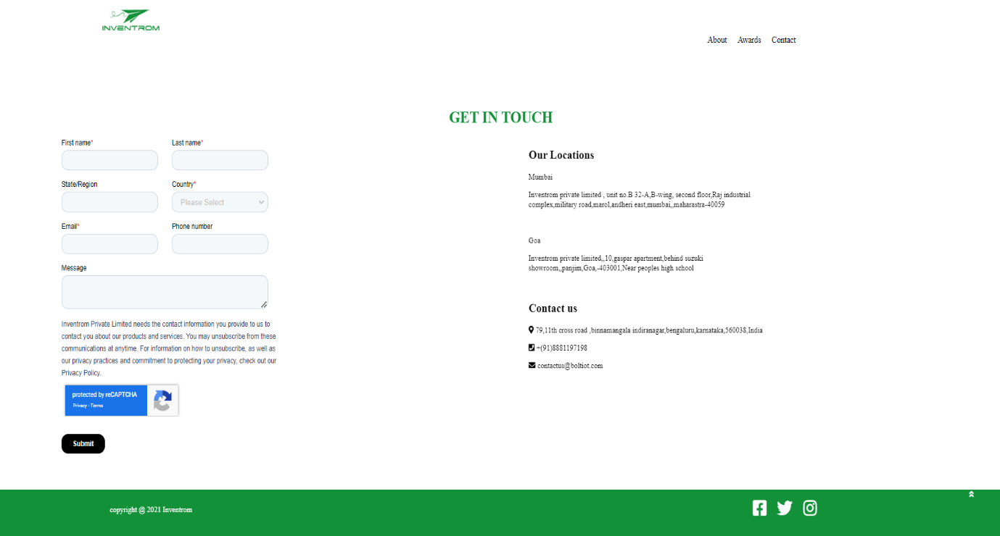 INVENTROM
About Awards Contact
GET IN TOUCH
First name* Last name*
State/Region Country*
Please Select
Email* Phone number
Message
Inventrom Private Limited needs the contact information you provide to us to
contact you about our products and services. You may unsubscribe from these
communications at anytime. For information on how to unsubscribe, as well as
our privacy practices and commitment to protecting your privacy, check out our
Privacy Policy.
protected by reCAPTCHA
Privacy - Terms
Submit
Our Locations
Mumbai
Inventrom private limited , unit no.B 32-A,B-wing, second floor,Raj industrial
complex,military road,marol,andheri east,mumbai,,maharastra-40059
Goa
Inventrom private limited,,10,gaspar apartment,behind suzuki
showroom,,panjim,Goa,-403001,Near peoples high school
Contact us
79,11th cross road ,binnamangala indiranagar,bengaluru,karnataka,560038,India
+(91)8881197198
contactus@boltiot.com
copyright @ 2021 Inventrom